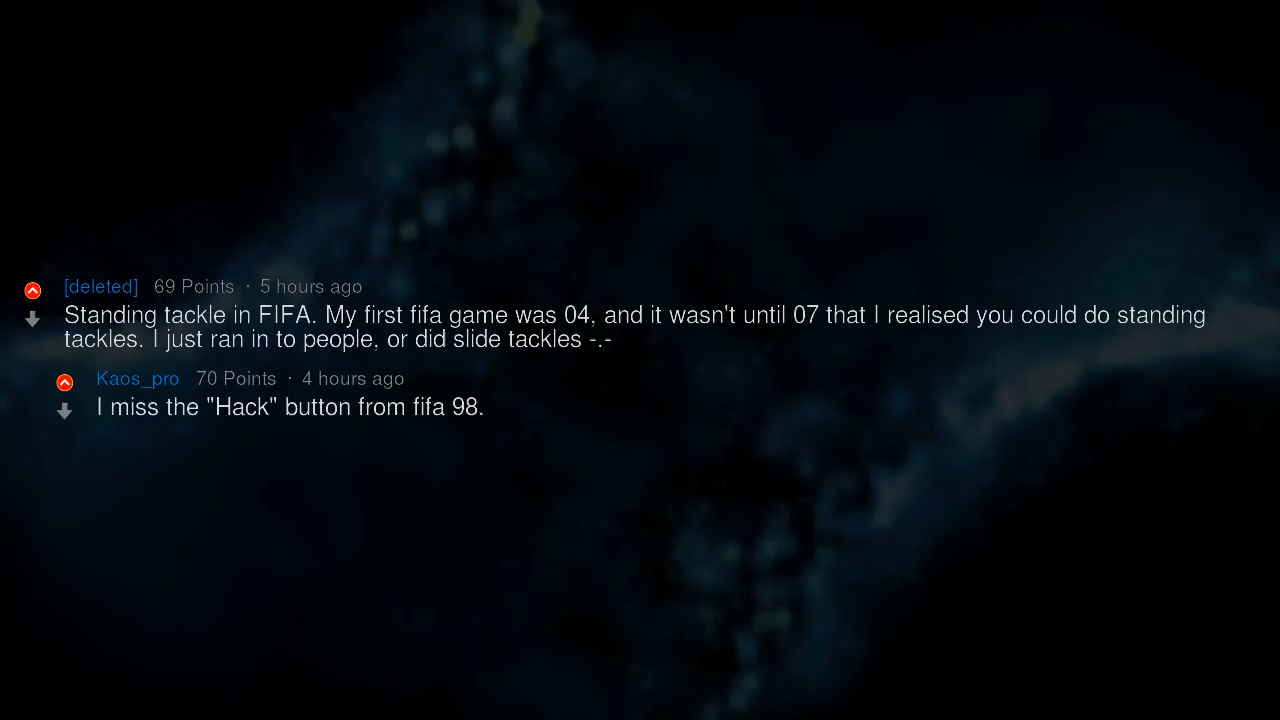 [deleted] 69 Points · 5 hours ago
Standing tackle in FIFA. My first fifa game was 04, and it wasn't until 07 that I realised you could do standing
tackles. I just ran in to people, or did slide tackles -.-
Kaos_pro 70 Points · 4 hours ago
I miss the "Hack" button from fifa 98.